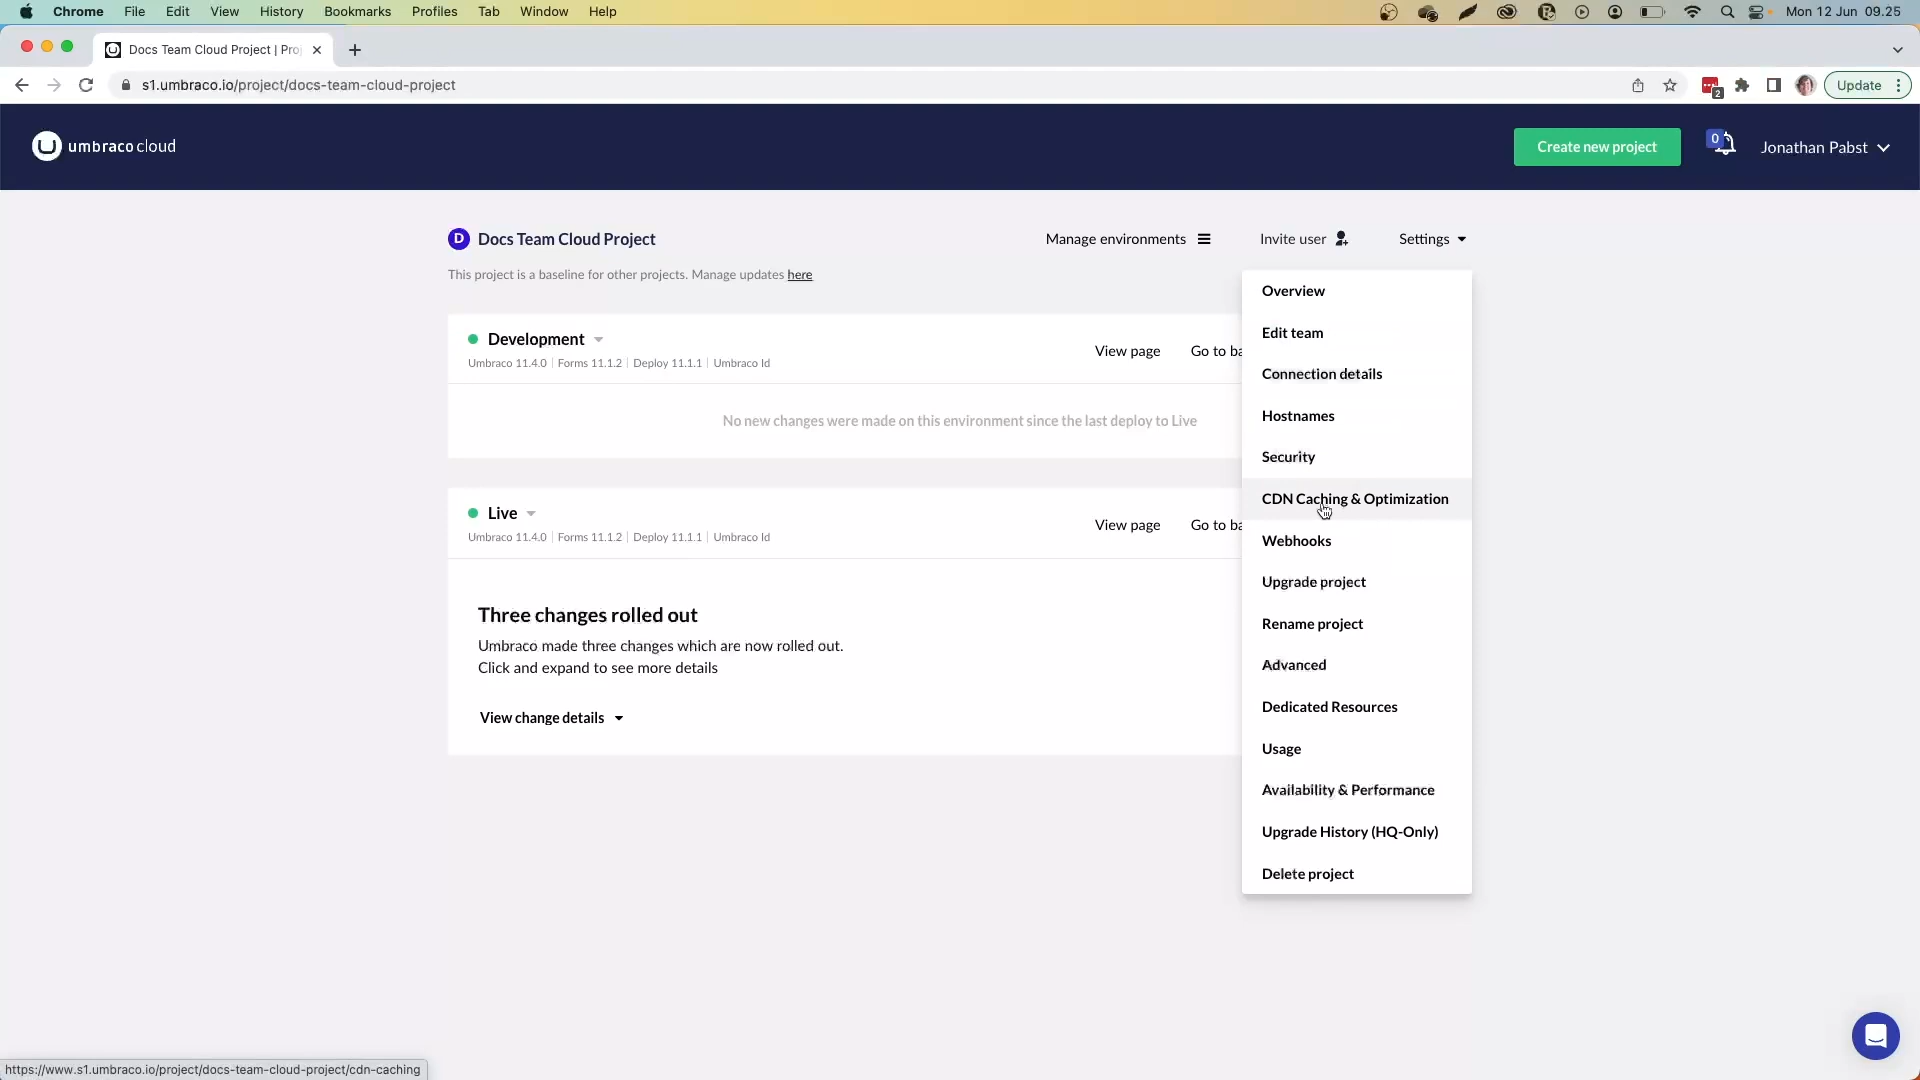 Chrome File Edit View History Bookmarks Profiles Tab Window Help Mon 12 Jun 09.25
Docs Team Cloud Project | Proj
s1.umbraco.io/project/docs-team-cloud-project 2 Update
umbraco cloud Create new project 0 Jonathan Pabst
D Docs Team Cloud Project Manage environments Invite user Settings
This project is a baseline for other projects. Manage updates here
Overview
Edit team
Connection details
Hostnames
Security
CDN Caching & Optimization
Webhooks
Upgrade project
Rename project
Advanced
Dedicated Resources
Usage
Availability & Performance
Upgrade History (HQ-Only)
Delete project
Development View page Go to ba
Umbraco 11.4.0 | Forms 11.1.2 | Deploy 11.1.1 | Umbraco Id
No new changes were made on this environment since the last deploy to Live
Live View page Go to ba
Umbraco 11.4.0 | Forms 11.1.2 | Deploy 11.1.1 | Umbraco Id
Three changes rolled out
Umbraco made three changes which are now rolled out.
Click and expand to see more details
View change details
https://www.s1.umbraco.io/project/docs-team-cloud-project/cdn-caching